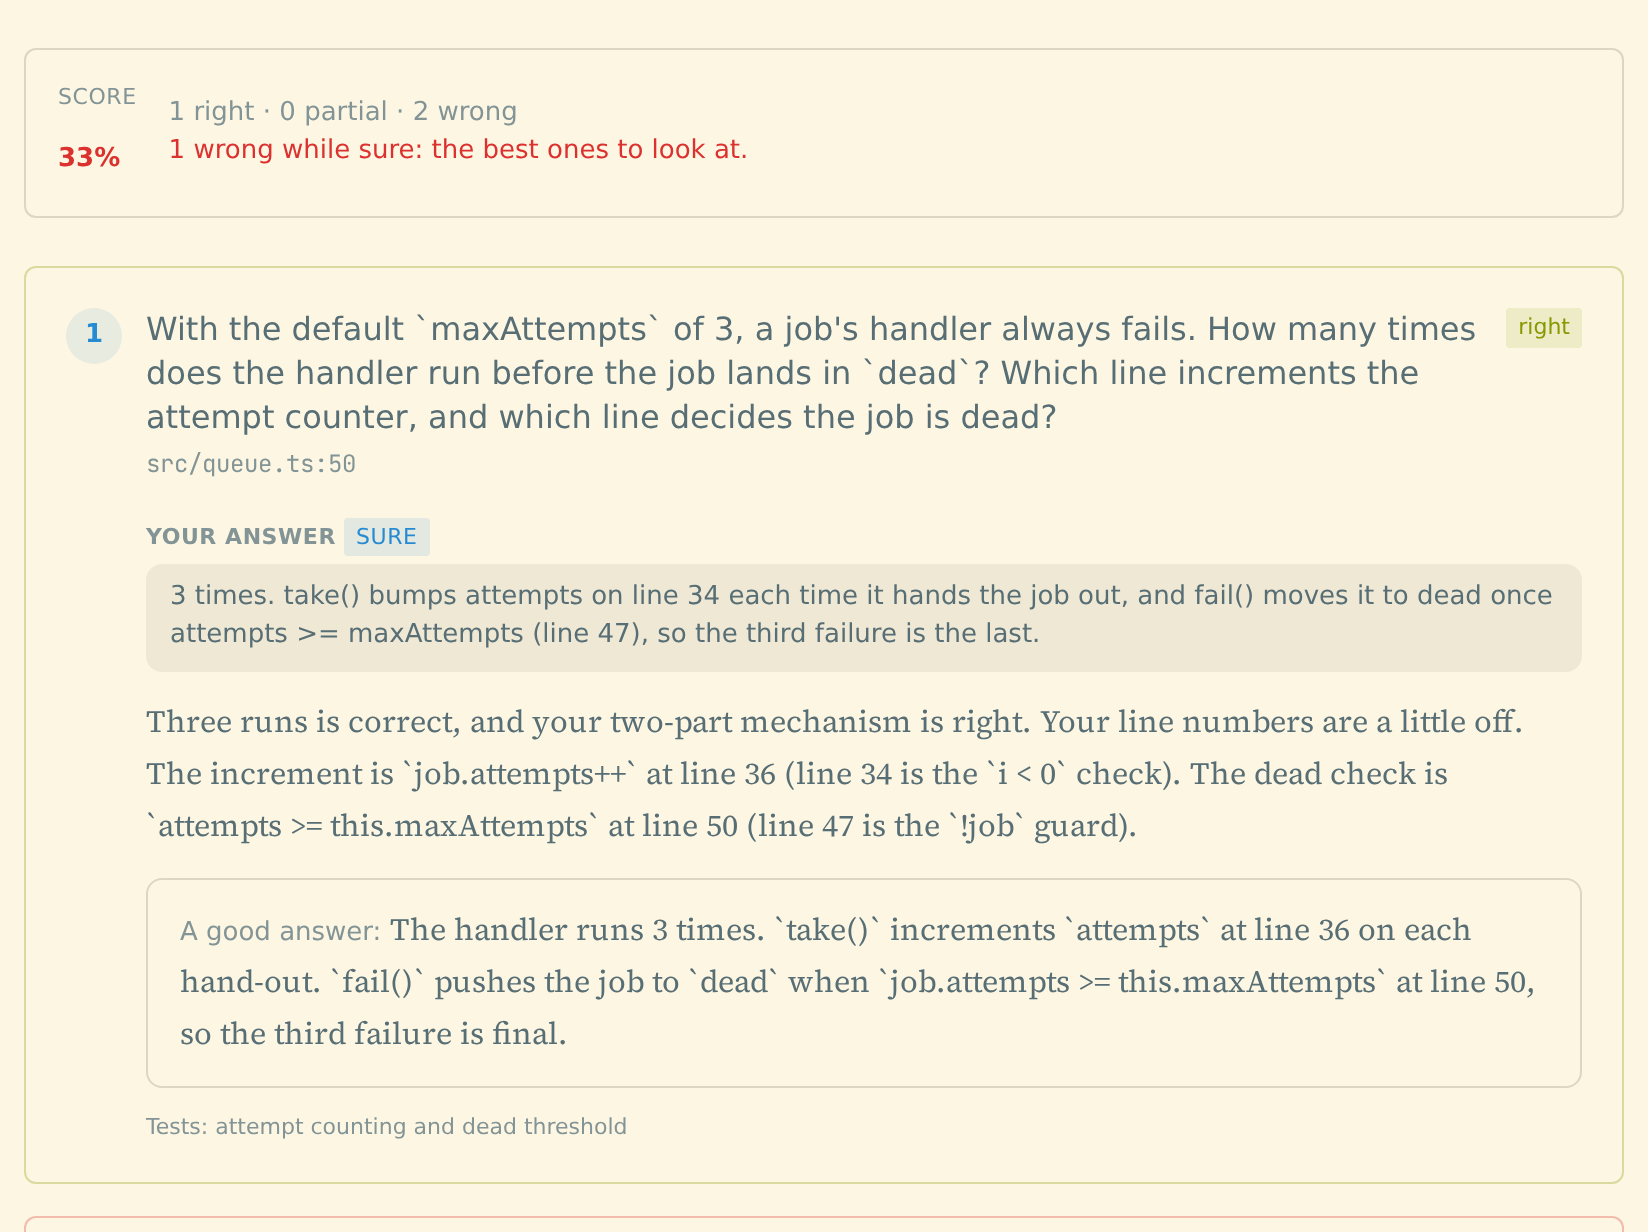 SCORE
33%
1 right · 0 partial · 2 wrong
1 wrong while sure: the best ones to look at.
1
With the default `maxAttempts` of 3, a job's handler always fails. How many times
does the handler run before the job lands in `dead`? Which line increments the
attempt counter, and which line decides the job is dead?
right
src/queue.ts:50
YOUR ANSWER SURE
3 times. take() bumps attempts on line 34 each time it hands the job out, and fail() moves it to dead once
attempts >= maxAttempts (line 47), so the third failure is the last.
Three runs is correct, and your two-part mechanism is right. Your line numbers are a little off.
The increment is `job.attempts++` at line 36 (line 34 is the `i < 0` check). The dead check is
`attempts >= this.maxAttempts` at line 50 (line 47 is the `!job` guard).
A good answer: The handler runs 3 times. `take()` increments `attempts` at line 36 on each
hand-out. `fail()` pushes the job to `dead` when `job.attempts >= this.maxAttempts` at line 50,
so the third failure is final.
Tests: attempt counting and dead threshold